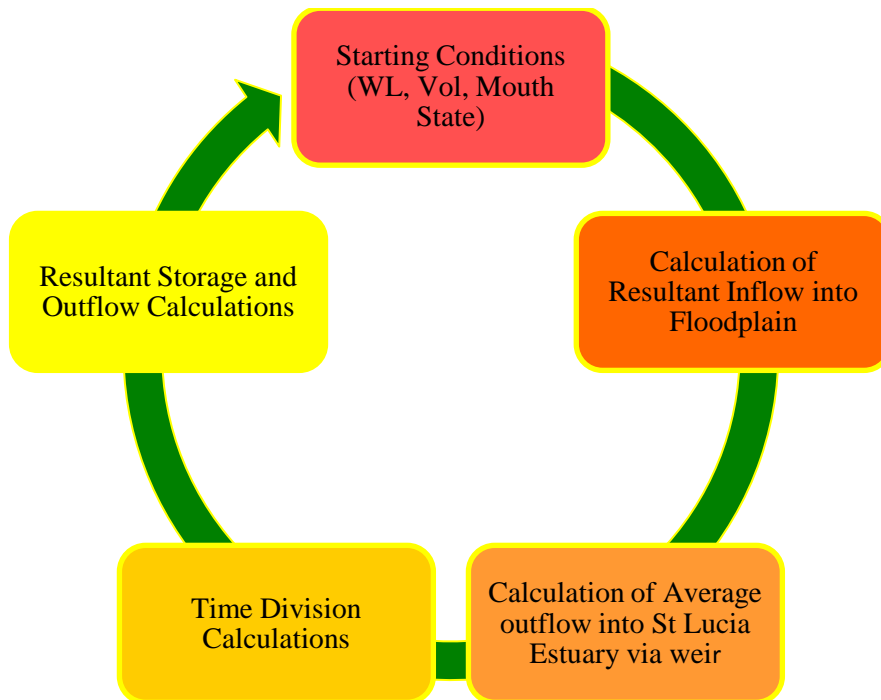 Starting Conditions
(WL, Vol, Mouth
State)
Calculation of
Resultant Inflow into
Floodplain
Calculation of Average
outflow into St Lucia
Estuary via weir
Time Division
Calculations
Resultant Storage and
Outflow Calculations